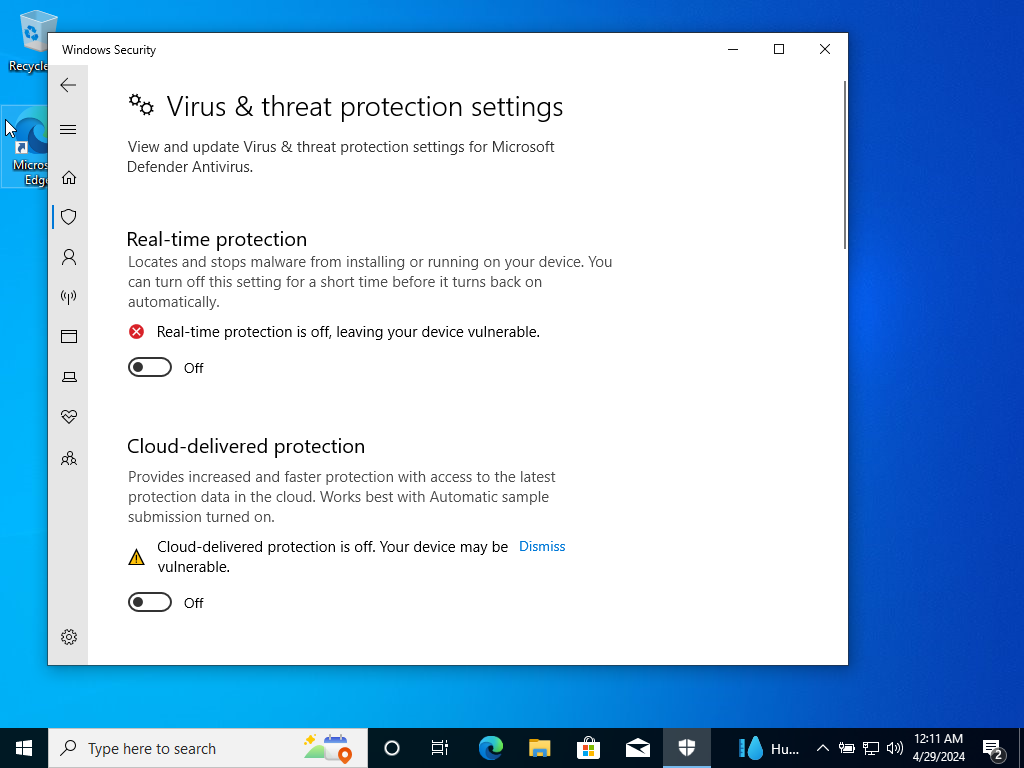 Recycle
Micros
Edg
Windows Security
Virus & threat protection settings
View and update Virus & threat protection settings for Microsoft
Defender Antivirus.
Real-time protection
Locates and stops malware from installing or running on your device. You
can turn off this setting for a short time before it turns back on
automatically.
Real-time protection is off, leaving your device vulnerable.
Off
Cloud-delivered protection
Provides increased and faster protection with access to the latest
protection data in the cloud. Works best with Automatic sample
submission turned on.
Cloud-delivered protection is off. Your device may be Dismiss
vulnerable.
Off
Type here to search
Hu...
12:11 AM
4/29/2024
2